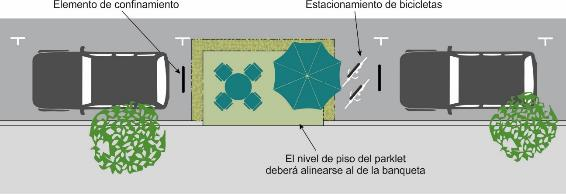 Elemento de confinamiento
Estacionamiento de bicicletas
El nivel de piso del parklet
deberá alinearse al de la banqueta